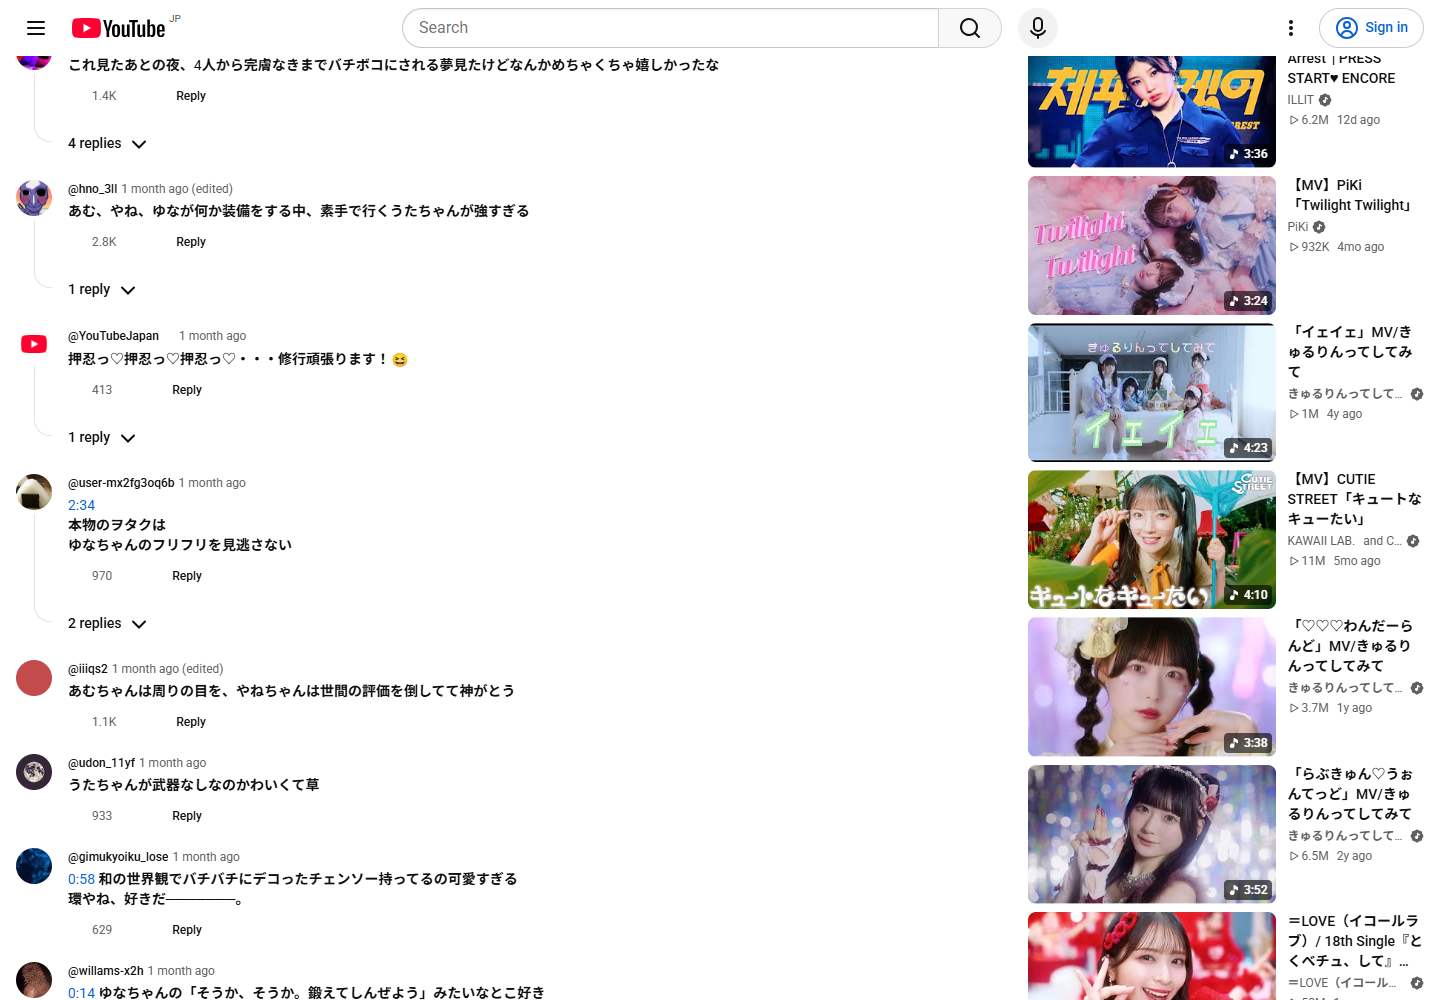 YouTube JP
Search
Sign in
これ見たあとの夜、4人から完膚なきまでバチボコにされる夢見たけどなんかめちゃくちゃ嬉しかったな
1.4K Reply
4 replies
@hno_3ll 1 month ago (edited)
あむ、やね、ゆなが何か装備をする中、素手で行くうたちゃんが強すぎる
2.8K Reply
1 reply
@YouTubeJapan 1 month ago
押忍っ♡押忍っ♡押忍っ♡・・・修行頑張ります！😆
413 Reply
1 reply
@user-mx2fg3oq6b 1 month ago
2:34
本物のヲタクは
ゆなちゃんのフリフリを見逃さない
970 Reply
2 replies
@iiiqs2 1 month ago (edited)
あむちゃんは周りの目を、やねちゃんは世間の評価を倒してて神がとう
1.1K Reply
@udon_11yf 1 month ago
うたちゃんが武器なしなのかわいくて草
933 Reply
@gimukyoiku_lose 1 month ago
0:58 和の世界観でバチバチにデコったチェンソー持ってるの可愛すぎる
環やね、好きだ───────。
629 Reply
@willams-x2h 1 month ago
0:14 ゆなちゃんの「そうか、そうか。鍛えてしんぜよう」みたいなとこ好き
3:36
Arrest | PRESS
START♥ ENCORE
ILLIT
6.2M 12d ago
Twilight
Twilight
3:24
【MV】PiKi
「Twilight Twilight」
PiKi
932K 4mo ago
きゅるりんってしてみて
イェイェ
4:23
「イェイェ」MV/き
ゅるりんってしてみ
て
きゅるりんってして...
1M 4y ago
CUTIE
STREET
キュートなキューたい
4:10
【MV】CUTIE
STREET「キュートな
キューたい」
KAWAII LAB. and C...
11M 5mo ago
3:38
「♡♡♡わんだーら
んど」MV/きゅるり
んってしてみて
きゅるりんってして...
3.7M 1y ago
3:52
「らぶきゅん♡うぉ
んてっど」MV/きゅ
るりんってしてみて
きゅるりんってして...
6.5M 2y ago
＝LOVE（イコールラ
ブ）/ 18th Single『と
くべチュ、して』...
＝LOVE（イコール...